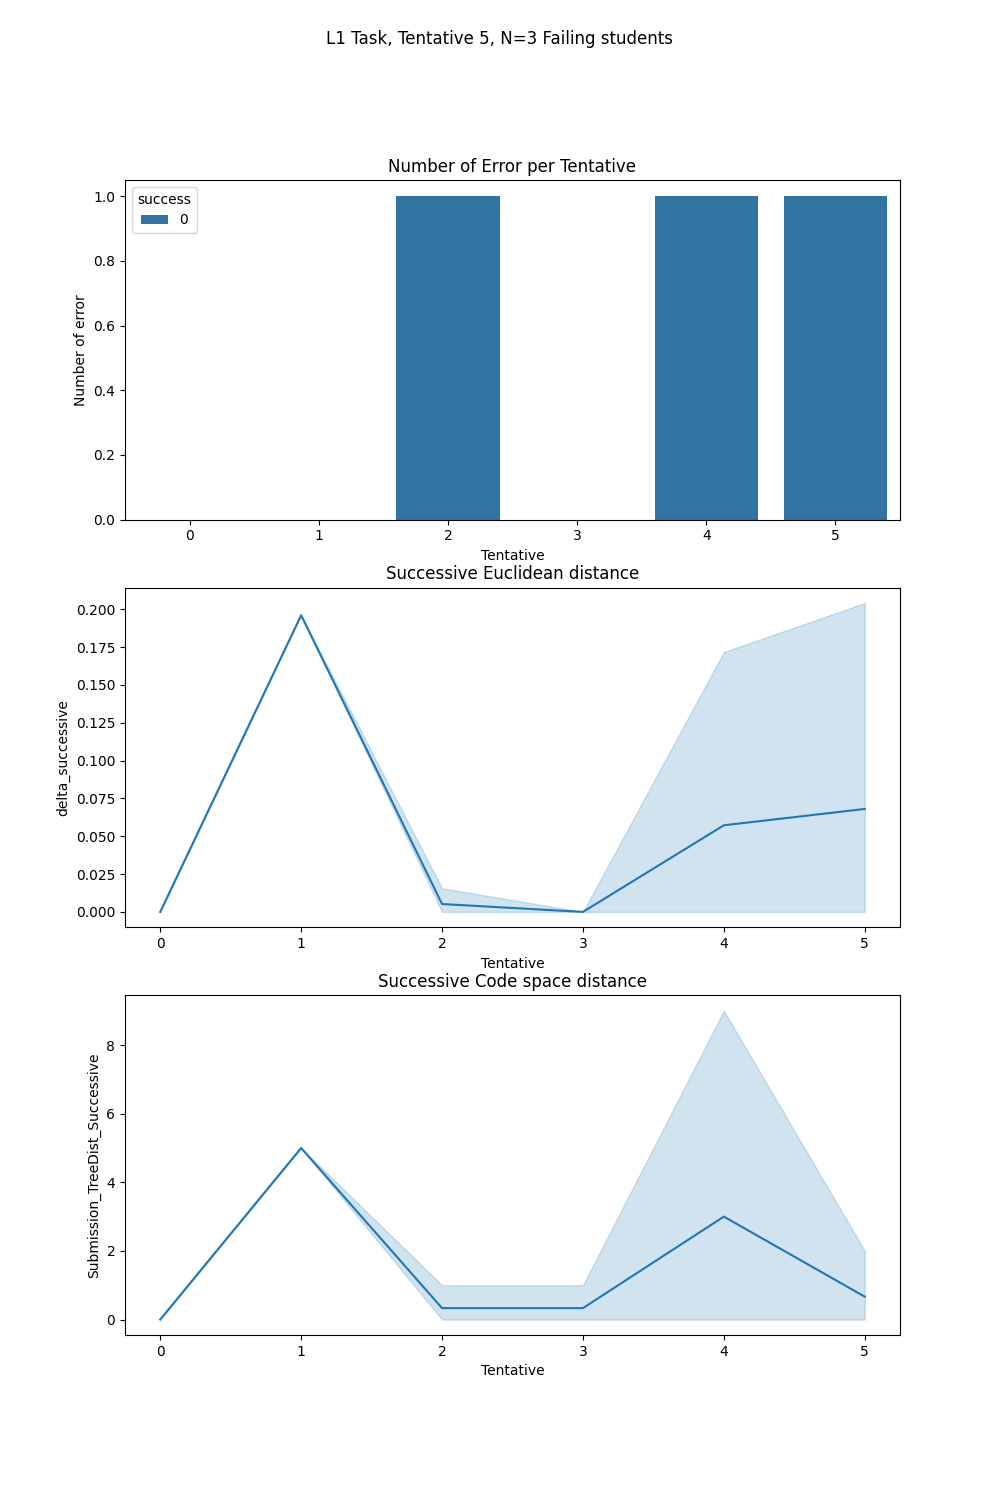 L1 Task, Tentative 5, N=3 Failing students
Number of Error per Tentative
success
0
Number of error
1.0
0.8
0.6
0.4
0.2
0.0
0 1 2 3 4 5
Tentative
Successive Euclidean distance
delta_successive
0.200
0.175
0.150
0.125
0.100
0.075
0.050
0.025
0.000
0 1 2 3 4 5
Tentative
Successive Code space distance
Submission_TreeDist_Successive
8
6
4
2
0
0 1 2 3 4 5
Tentative